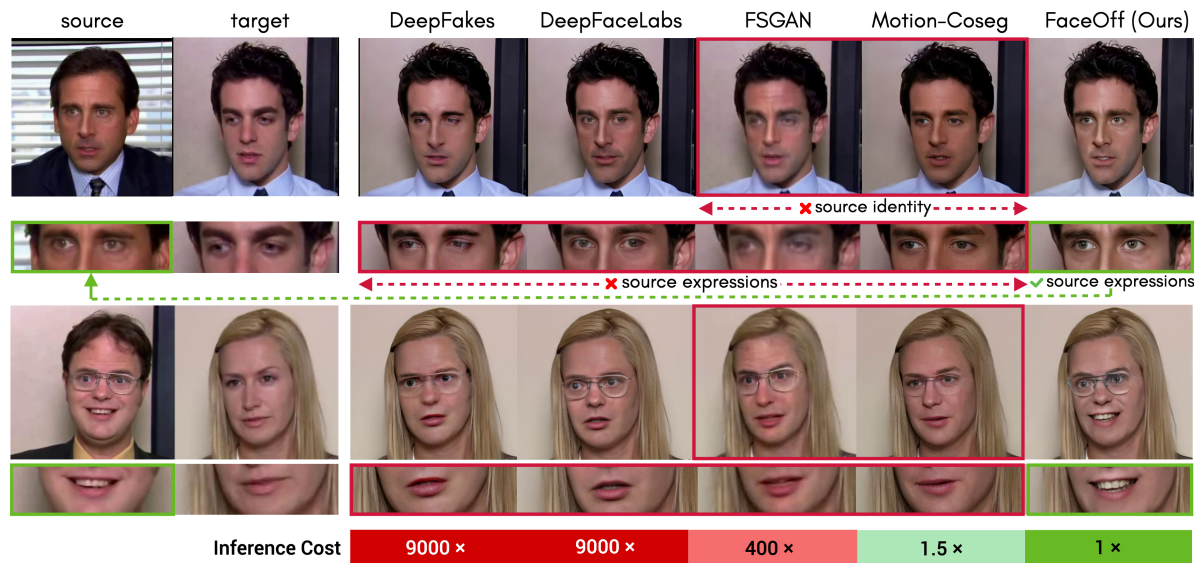 source target DeepFakes DeepFaceLabs FSGAN Motion-Coseg FaceOff (Ours)
source identity
source expressions source expressions
Inference Cost 9000 × 9000 × 400 × 1.5 × 1 ×